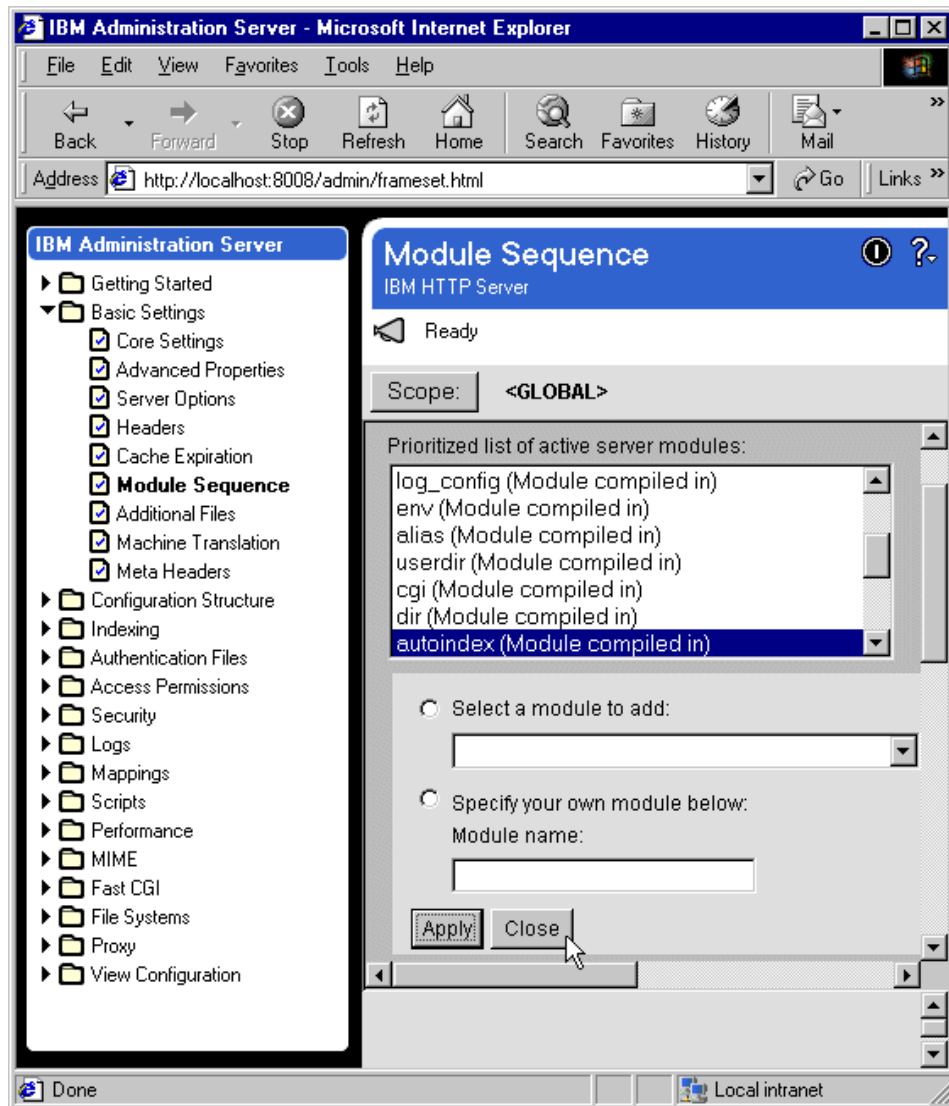 IBM Administration Server - Microsoft Internet Explorer
File Edit View Favorites Tools Help
Back Forward Stop Refresh Home Search Favorites History Mail »
Address http://localhost:8008/admin/frameset.html Go Links »
IBM Administration Server
Getting Started
Basic Settings
Core Settings
Advanced Properties
Server Options
Headers
Cache Expiration
Module Sequence
Additional Files
Machine Translation
Meta Headers
Configuration Structure
Indexing
Authentication Files
Access Permissions
Security
Logs
Mappings
Scripts
Performance
MIME
Fast CGI
File Systems
Proxy
View Configuration
Module Sequence
IBM HTTP Server
Ready
Scope: <GLOBAL>
Prioritized list of active server modules:
log_config (Module compiled in)
env (Module compiled in)
alias (Module compiled in)
userdir (Module compiled in)
cgi (Module compiled in)
dir (Module compiled in)
autoindex (Module compiled in)
Select a module to add:
Specify your own module below:
Module name:
Apply Close
Done Local intranet